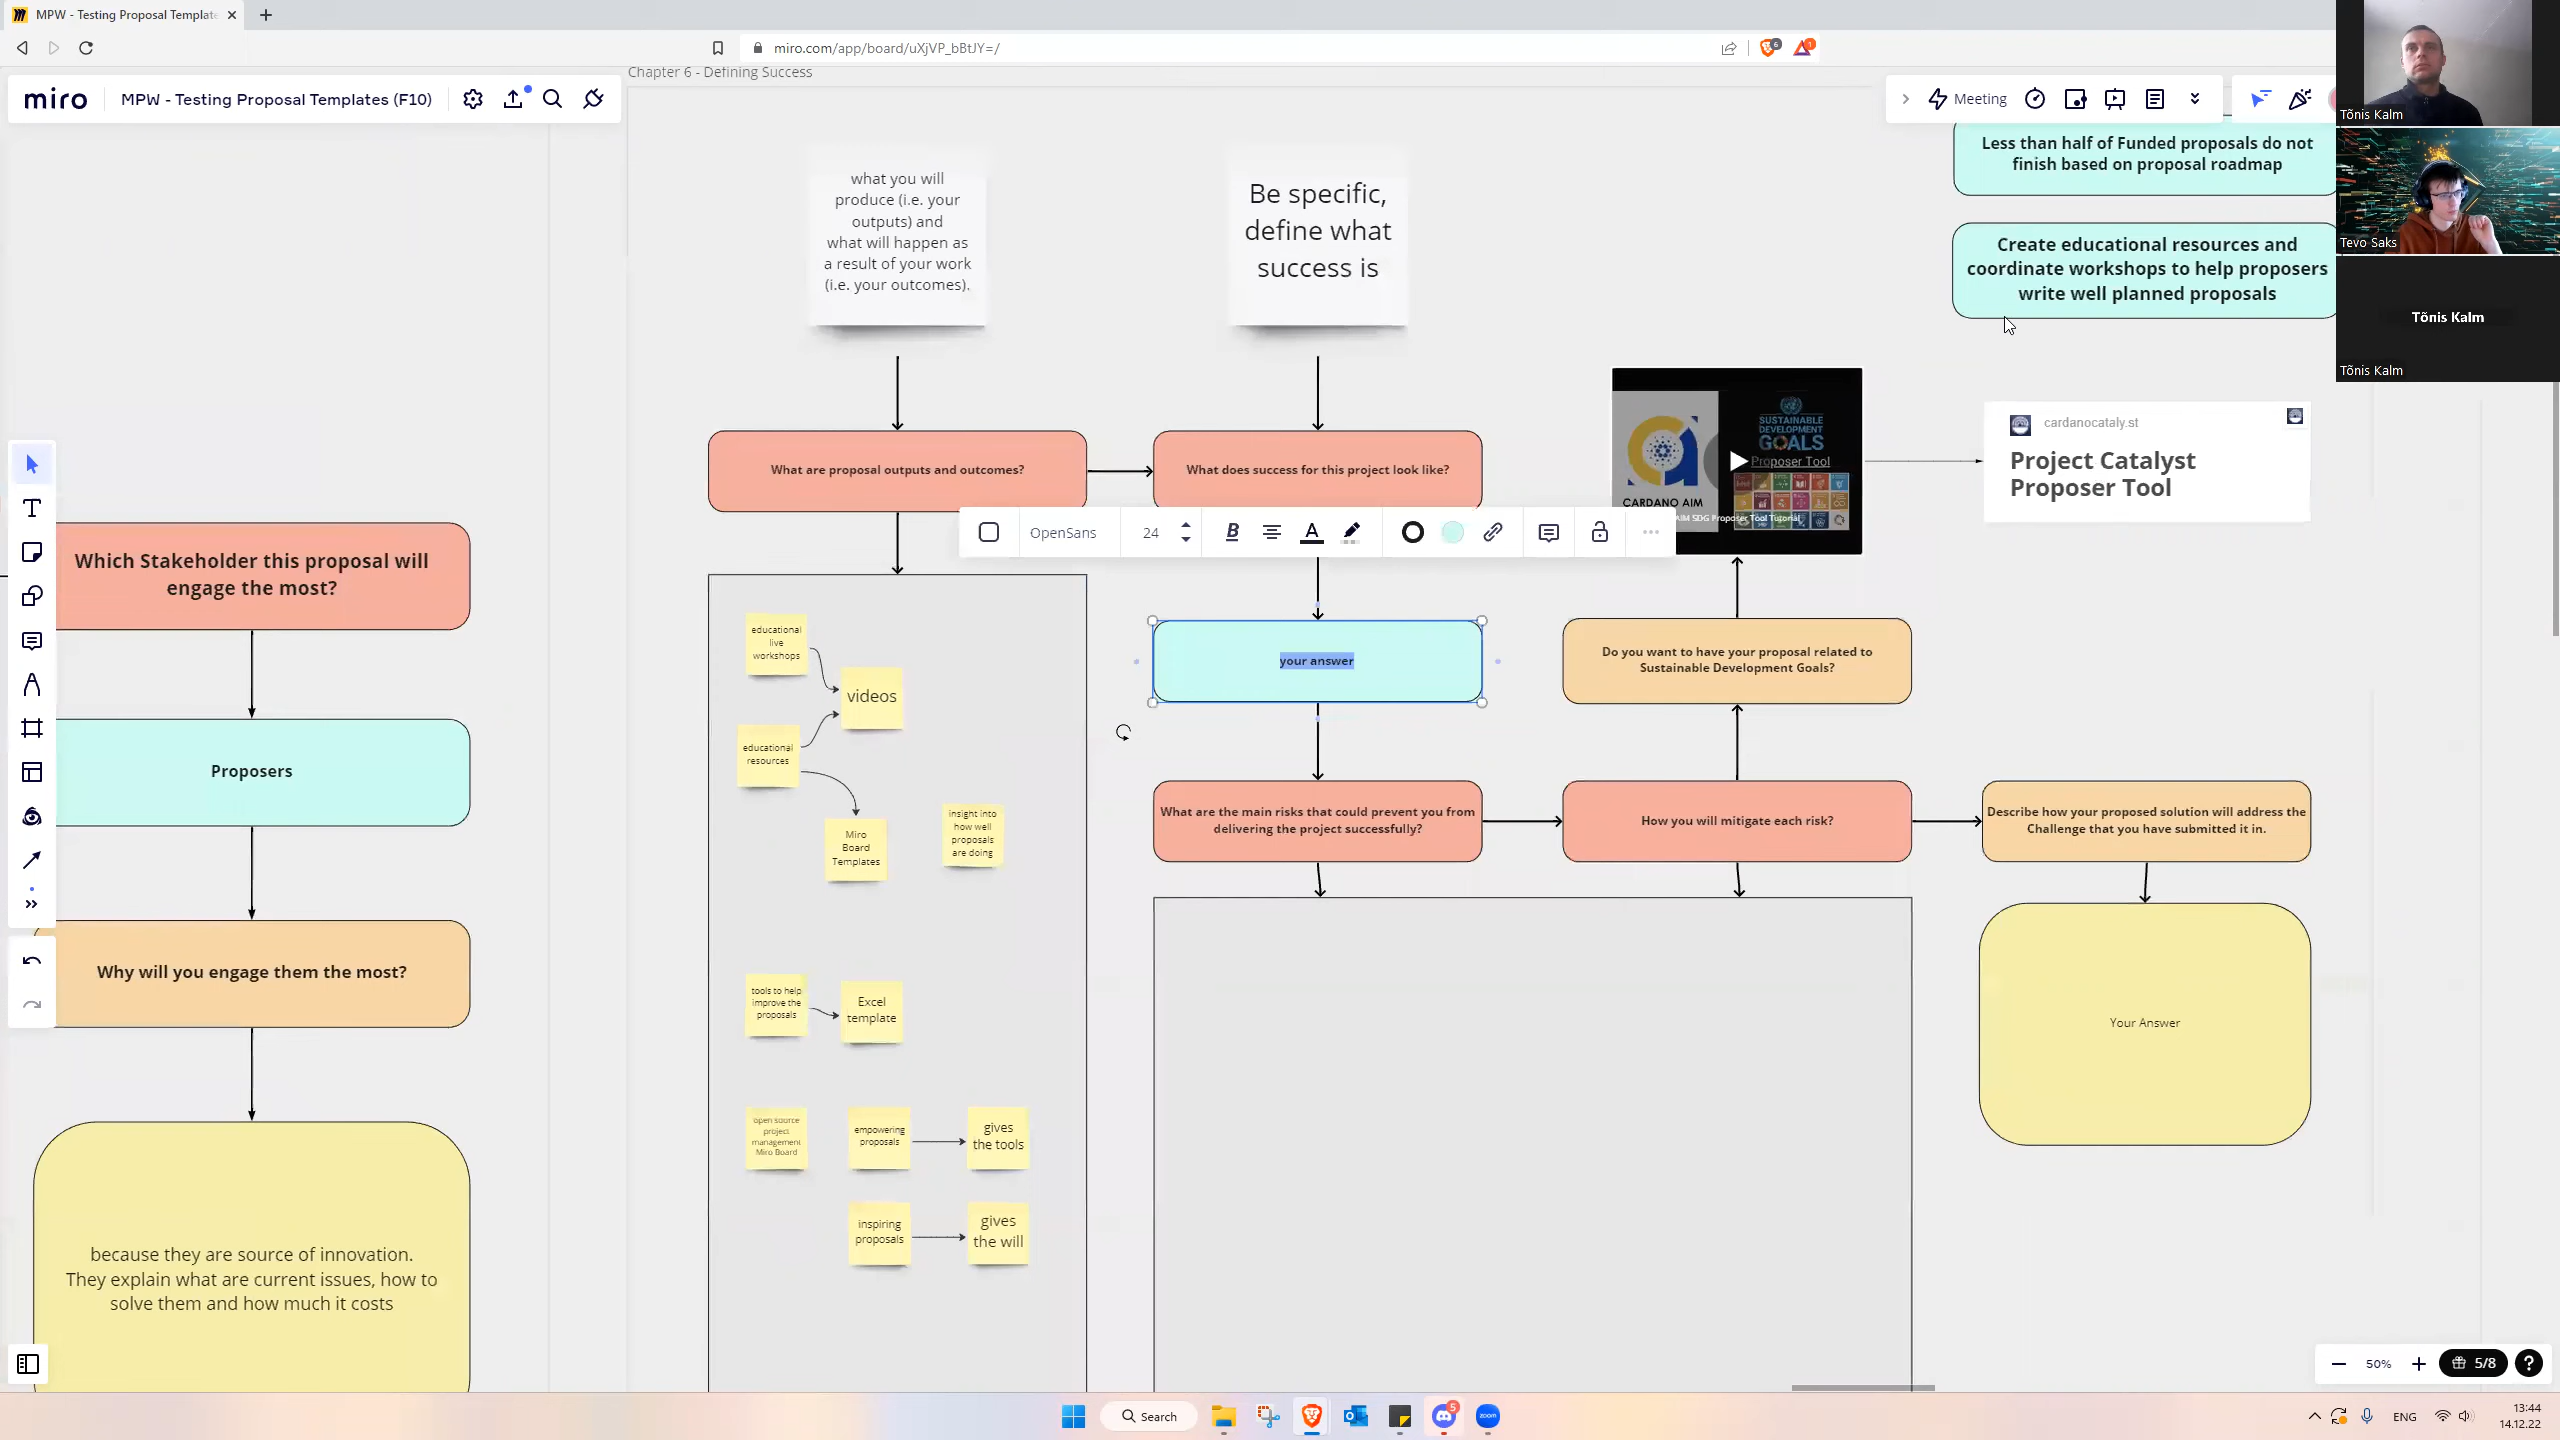 MPW - Testing Proposal Template
miro.com/app/board/uXjVP_bBtJY=/
6
1
Chapter 6 - Defining Success
miro
MPW - Testing Proposal Templates (F10)
Meeting
Tõnis Kalm
Tevo Saks
Tõnis Kalm
Tõnis Kalm
Less than half of Funded proposals do not
finish based on proposal roadmap
Create educational resources and
coordinate workshops to help proposers
write well planned proposals
what you will
produce (i.e. your
outputs) and
what will happen as
a result of your work
(i.e. your outcomes).
Be specific,
define what
success is
What are proposal outputs and outcomes?
What does success for this project look like?
CARDANO AIM
SUSTAINABLE
DEVELOPMENT
GOALS
Proposer Tool
AIM SDG Proposer Tool Tutorial
cardanocataly.st
Project Catalyst
Proposer Tool
OpenSans
24
B
A
Which Stakeholder this proposal will
engage the most?
Proposers
Why will you engage them the most?
because they are source of innovation.
They explain what are current issues, how to
solve them and how much it costs
educational
live
workshops
videos
educational
resources
Miro
Board
Templates
insight into
how well
proposals
are doing
tools to help
improve the
proposals
Excel
template
open source
project
management
Miro Board
empowering
proposals
gives
the tools
inspiring
proposals
gives
the will
your answer
Do you want to have your proposal related to
Sustainable Development Goals?
What are the main risks that could prevent you from
delivering the project successfully?
How you will mitigate each risk?
Describe how your proposed solution will address the
Challenge that you have submitted it in.
Your Answer
50%
5/8
?
Search
5
zoom
ENG
13:44
14.12.22